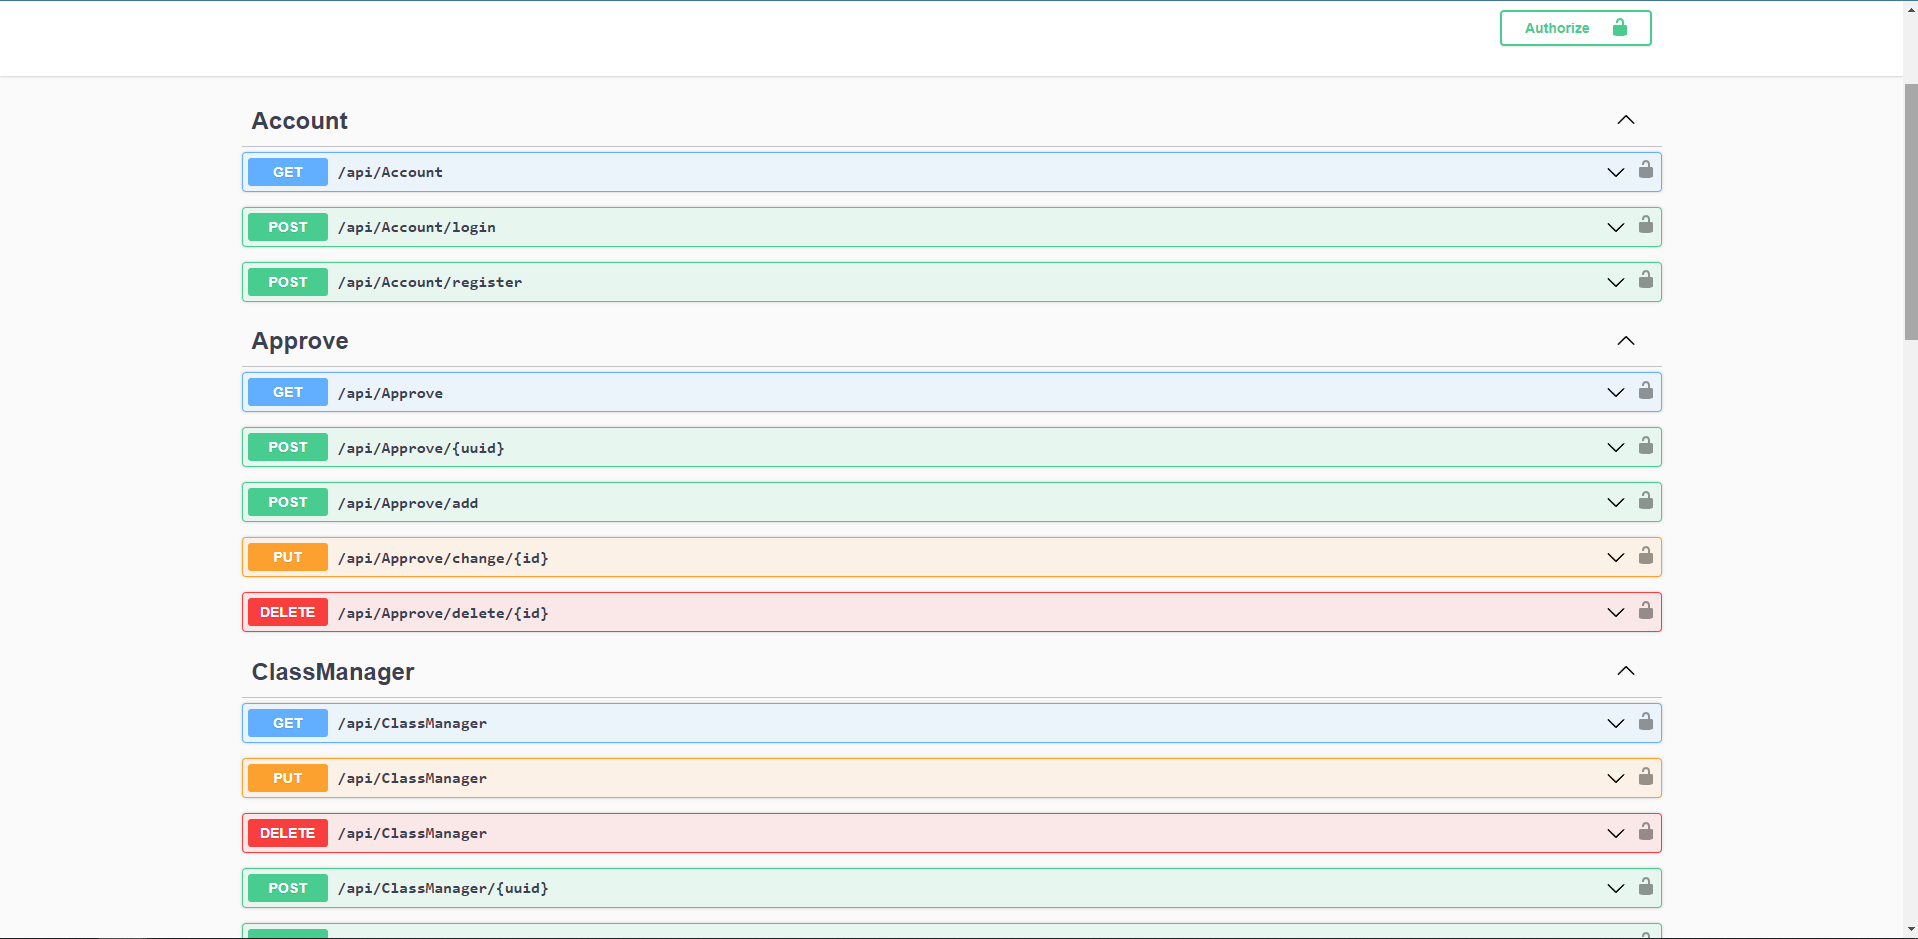 Authorize
Account
GET /api/Account
POST /api/Account/login
POST /api/Account/register
Approve
GET /api/Approve
POST /api/Approve/{uuid}
POST /api/Approve/add
PUT /api/Approve/change/{id}
DELETE /api/Approve/delete/{id}
ClassManager
GET /api/ClassManager
PUT /api/ClassManager
DELETE /api/ClassManager
POST /api/ClassManager/{uuid}